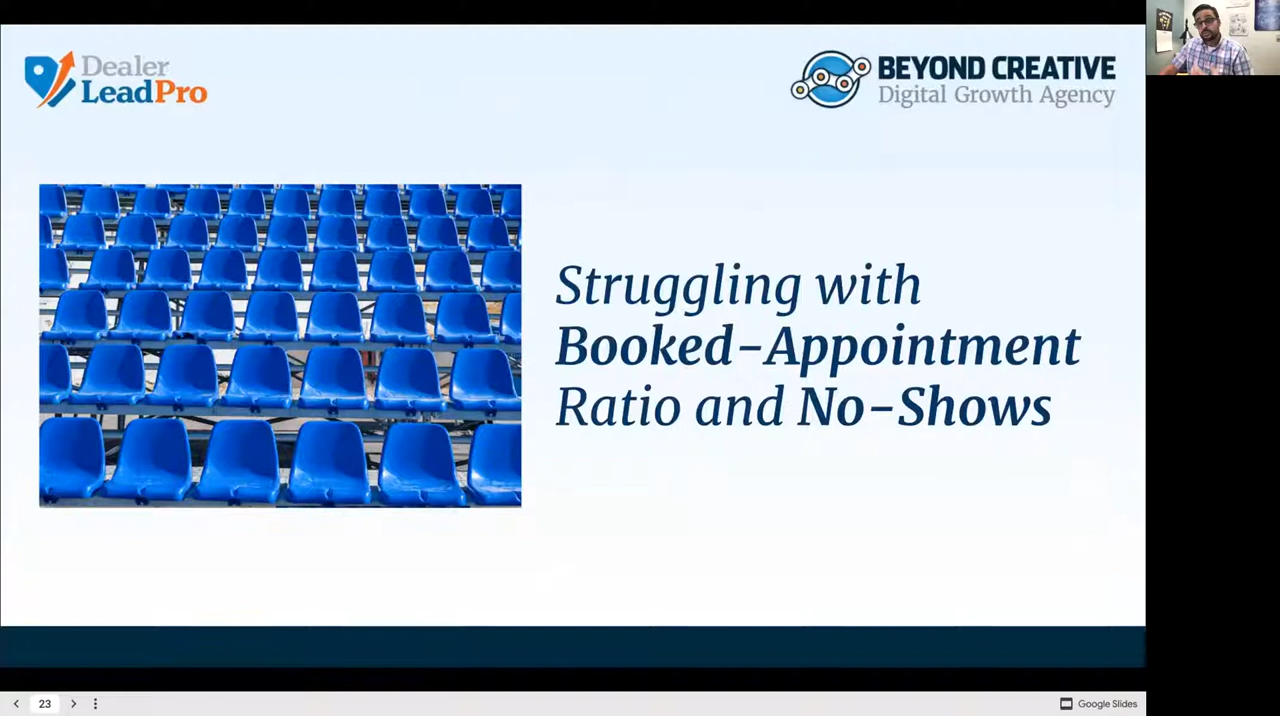 Dealer
LeadPro
BEYOND CREATIVE
Digital Growth Agency
Struggling with
Booked-Appointment
Ratio and No-Shows
23
Google Slides